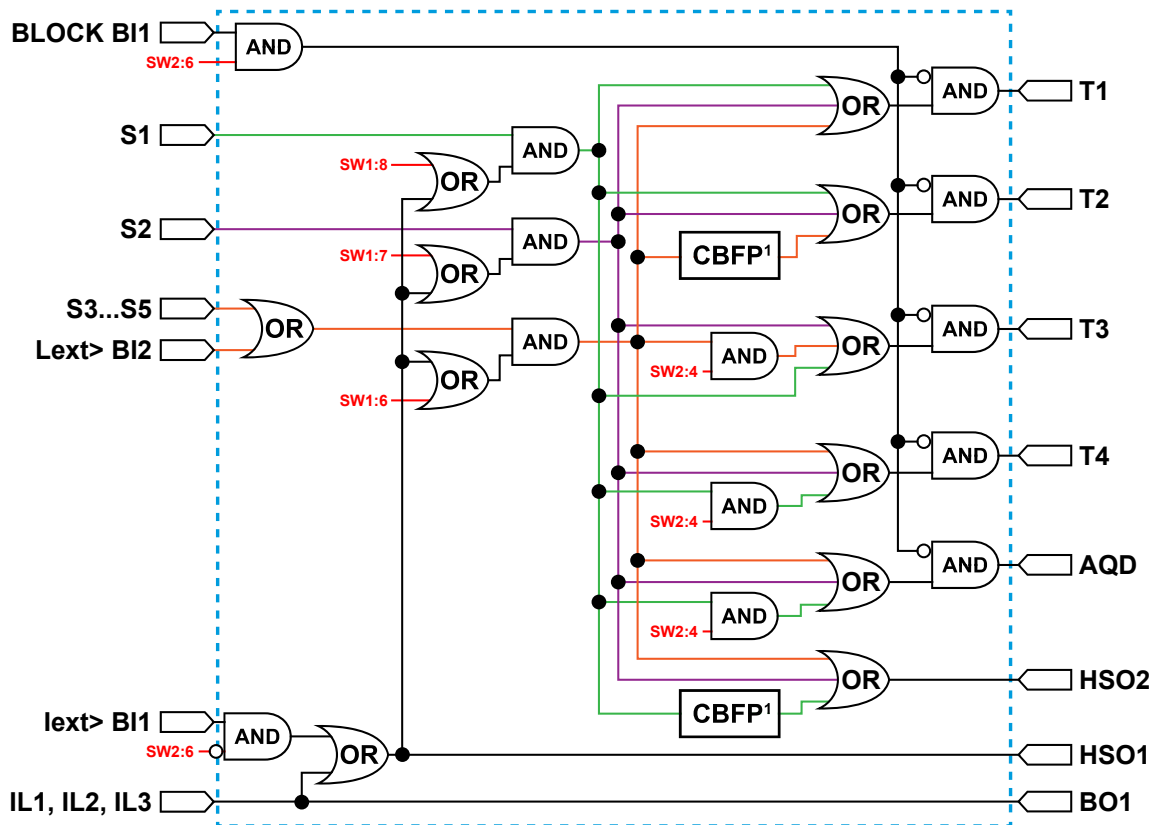 BLOCK BI1
SW2:6
AND
AND
T1
OR
S1
AND
SW1:8
OR
AND
T2
OR
S2
AND
SW1:7
OR
CBFP¹
S3...S5
OR
Lext> BI2
AND
AND
T3
OR
AND
SW2:4
OR
SW1:6
AND
T4
OR
AND
SW2:4
AND
AQD
OR
AND
SW2:4
OR
HSO2
CBFP¹
Iext> BI1
AND
SW2:6
OR
HSO1
IL1, IL2, IL3
BO1